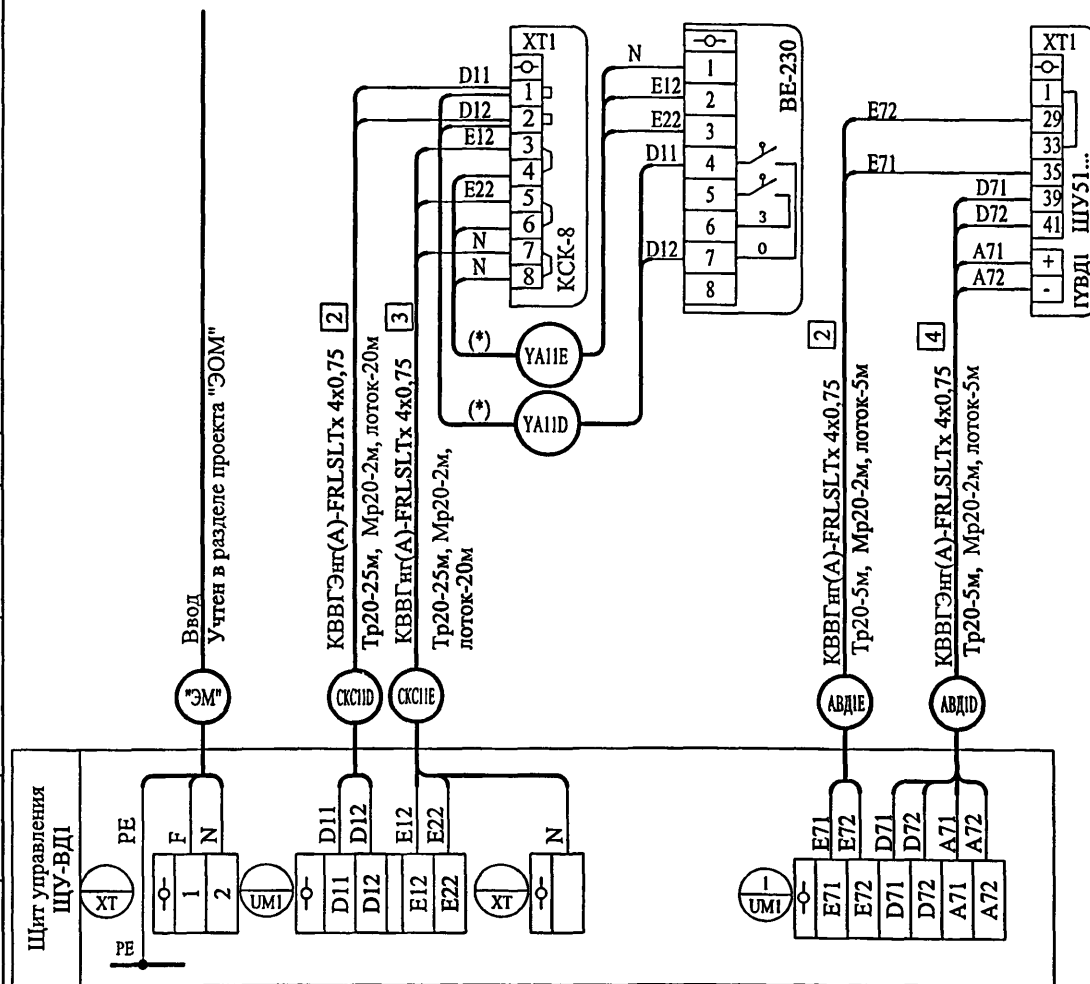 XT1
1
2
3
4
5
6
7
8
КСК-8
D11
D12
E12
E22
N
N
1
2
3
4
5
6
7
8
ВЕ-230
3
0
N
E12
E22
D11
D12
XT1
1
29
33
35
39
41
+
-
ШУ51...
E72
E71
D71
D72
A71
A72
(*)
YA11E
(*)
YA11D
Ввод
Учтен в разделе проекта "ЭОМ"
2
КВВГЭнг(А)-FRLSLTx 4x0,75
Тр20-25м, Мр20-2м, лоток-20м
3
КВВГнг(А)-FRLSLTx 4x0,75
Тр20-25м, Мр20-2м,
лоток-20м
2
КВВГнг(А)-FRLSLTx 4x0,75
Тр20-5м, Мр20-2м, лоток-5м
4
КВВГЭнг(А)-FRLSLTx 4x0,75
Тр20-5м, Мр20-2м, лоток-5м
"ЭМ"
СКС11D
СКС11E
АВД1E
АВД1D
Щит управления
ЩУ-ВД1
XT
PE
PE
F
N
1
2
UM1
D11
D12
E12
E22
D11
D12
E12
E22
XT
N
1
UM1
E71
E72
D71
D72
A71
A72
E71
E72
D71
D72
A71
A72